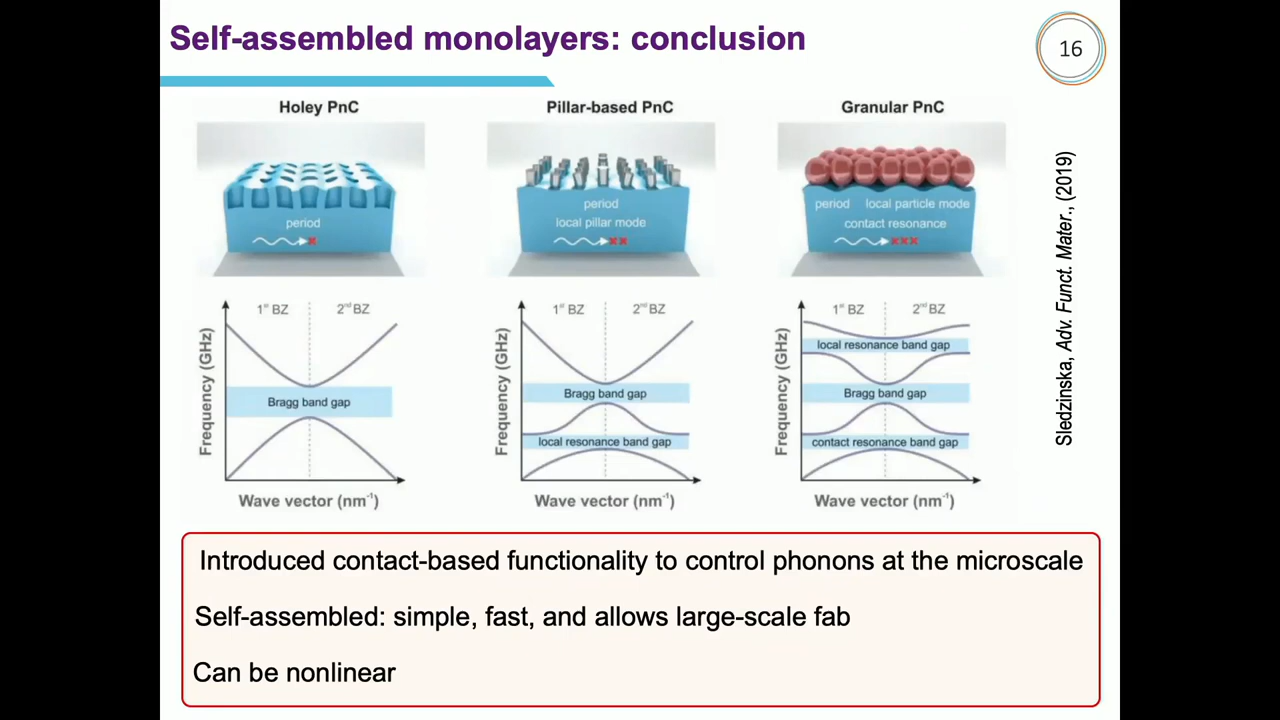 Self-assembled monolayers: conclusion
16
Holey PnC
period
Pillar-based PnC
period
local pillar mode
Granular PnC
period local particle mode
contact resonance
Sledzinska, Adv. Funct. Mater., (2019)
Frequency (GHz)
1st BZ 2nd BZ
Bragg band gap
Wave vector (nm-1)
Frequency (GHz)
1st BZ 2nd BZ
Bragg band gap
local resonance band gap
Wave vector (nm-1)
Frequency (GHz)
1st BZ 2nd BZ
local resonance band gap
Bragg band gap
contact resonance band gap
Wave vector (nm-1)
Introduced contact-based functionality to control phonons at the microscale
Self-assembled: simple, fast, and allows large-scale fab
Can be nonlinear